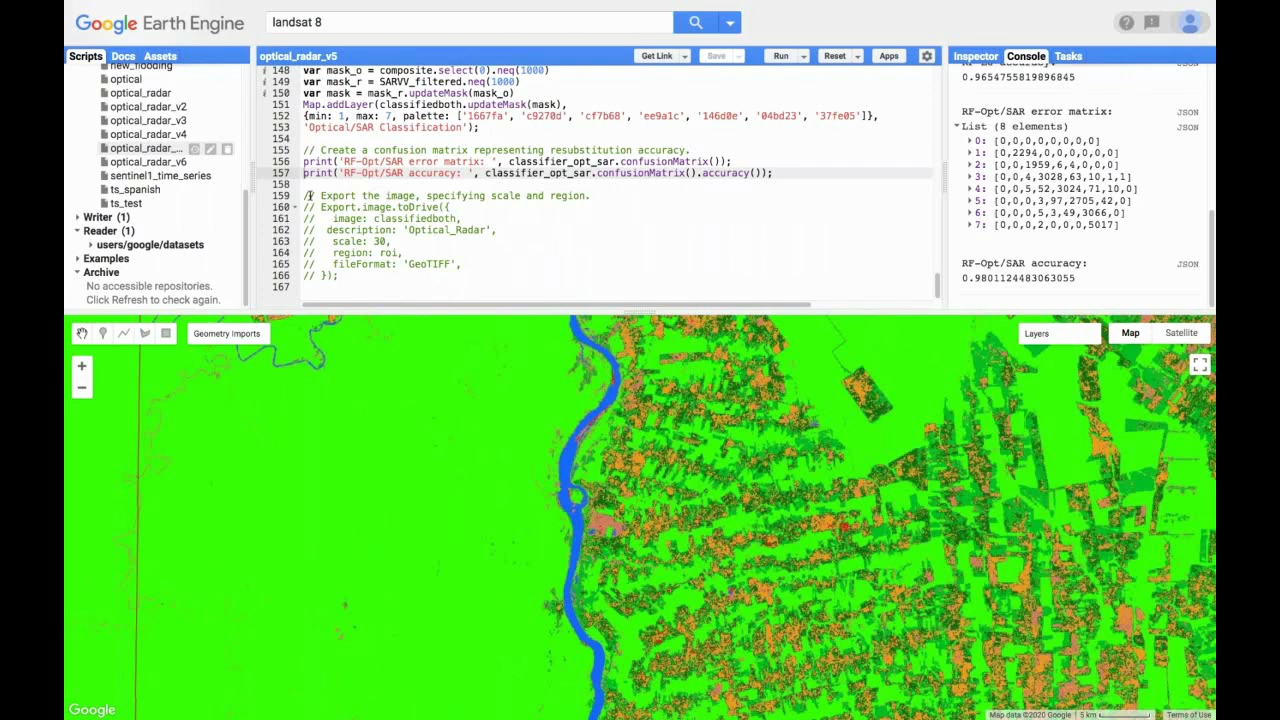 Google Earth Engine
landsat 8
Scripts Docs Assets
new_flooding
optical
optical_radar
optical_radar_v2
optical_radar_v3
optical_radar_v4
optical_radar_...
optical_radar_v6
sentinel1_time_series
ts_spanish
ts_test
Writer (1)
Reader (1)
users/google/datasets
Examples
Archive
No accessible repositories.
Click Refresh to check again.
optical_radar_v5
Get Link Save Run Reset Apps
148 var mask_o = composite.select(0).neq(1000)
149 var mask_r = SARVV_filtered.neq(1000)
150 var mask = mask_r.updateMask(mask_o)
151 Map.addLayer(classifiedboth.updateMask(mask),
152 {min: 1, max: 7, palette: ['1667fa', 'c9270d', 'cf7b68', 'ee9a1c', '146d0e', '04bd23', '37fe05']},
153 'Optical/SAR Classification');
154
155 // Create a confusion matrix representing resubstitution accuracy.
156 print('RF-Opt/SAR error matrix: ', classifier_opt_sar.confusionMatrix());
157 print('RF-Opt/SAR accuracy: ', classifier_opt_sar.confusionMatrix().accuracy());
158
159 // Export the image, specifying scale and region.
160 // Export.image.toDrive({
161 // image: classifiedboth,
162 // description: 'Optical_Radar',
163 // scale: 30,
164 // region: roi,
165 // fileFormat: 'GeoTIFF',
166 // });
167
Inspector Console Tasks
0.9654755819896845
RF-Opt/SAR error matrix: JSON
List (8 elements) JSON
0: [0,0,0,0,0,0,0,0]
1: [0,2294,0,0,0,0,0,0]
2: [0,0,1959,6,4,0,0,0]
3: [0,0,4,3028,63,10,1,1]
4: [0,0,5,52,3024,71,10,0]
5: [0,0,0,3,97,2705,42,0]
6: [0,0,0,5,3,49,3066,0]
7: [0,0,0,2,0,0,0,5017]
RF-Opt/SAR accuracy: JSON
0.9801124483063055
Geometry Imports
Layers
Map Satellite
+
−
Google
Map data ©2020 Google 5 km Terms of Use